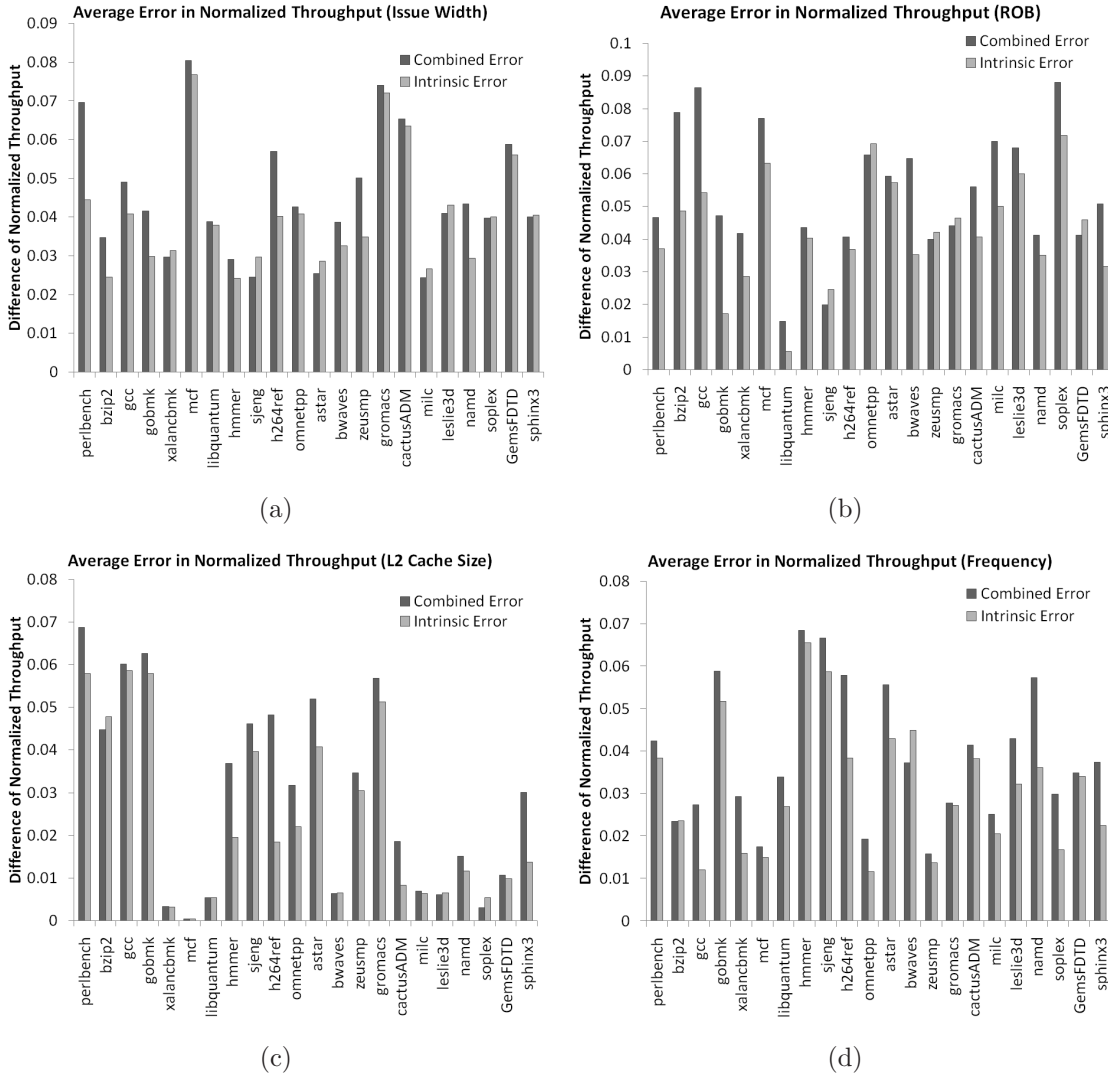 Average Error in Normalized Throughput (Issue Width)
0.09
0.08
0.07
0.06
0.05
0.04
0.03
0.02
0.01
0
Difference of Normalized Throughput
Combined Error
Intrinsic Error
perlbench
bzip2
gcc
gobmk
xalancbmk
mcf
libquantum
hmmer
sjeng
h264ref
omnetpp
astar
bwaves
zeusmp
gromacs
cactusADM
milc
leslie3d
namd
soplex
GemsFDTD
sphinx3
(a)
Average Error in Normalized Throughput (ROB)
0.1
0.09
0.08
0.07
0.06
0.05
0.04
0.03
0.02
0.01
0
Difference of Normalized Throughput
Combined Error
Intrinsic Error
perlbench
bzip2
gcc
gobmk
xalancbmk
mcf
libquantum
hmmer
sjeng
h264ref
omnetpp
astar
bwaves
zeusmp
gromacs
cactusADM
milc
leslie3d
namd
soplex
GemsFDTD
sphinx3
(b)
Average Error in Normalized Throughput (L2 Cache Size)
0.08
0.07
0.06
0.05
0.04
0.03
0.02
0.01
0
Difference of Normalized Throughput
Combined Error
Intrinsic Error
perlbench
bzip2
gcc
gobmk
xalancbmk
mcf
libquantum
hmmer
sjeng
h264ref
omnetpp
astar
bwaves
zeusmp
gromacs
cactusADM
milc
leslie3d
namd
soplex
GemsFDTD
sphinx3
(c)
Average Error in Normalized Throughput (Frequency)
0.08
0.07
0.06
0.05
0.04
0.03
0.02
0.01
0
Difference of Normalized Throughput
Combined Error
Intrinsic Error
perlbench
bzip2
gcc
gobmk
xalancbmk
mcf
libquantum
hmmer
sjeng
h264ref
omnetpp
astar
bwaves
zeusmp
gromacs
cactusADM
milc
leslie3d
namd
soplex
GemsFDTD
sphinx3
(d)